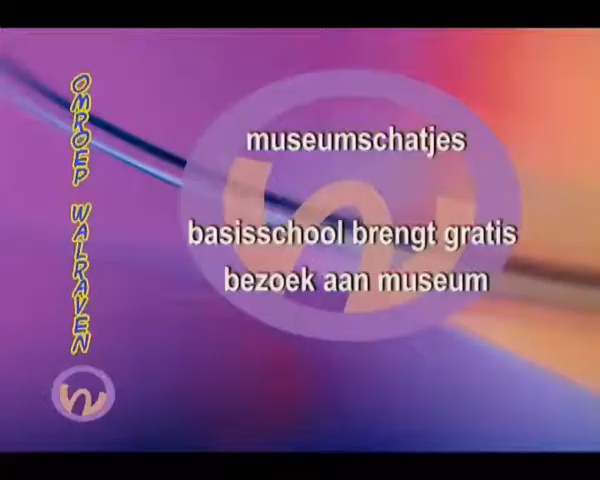 OMROEP WALRAVEN
museumschatjes
basisschool brengt gratis
bezoek aan museum